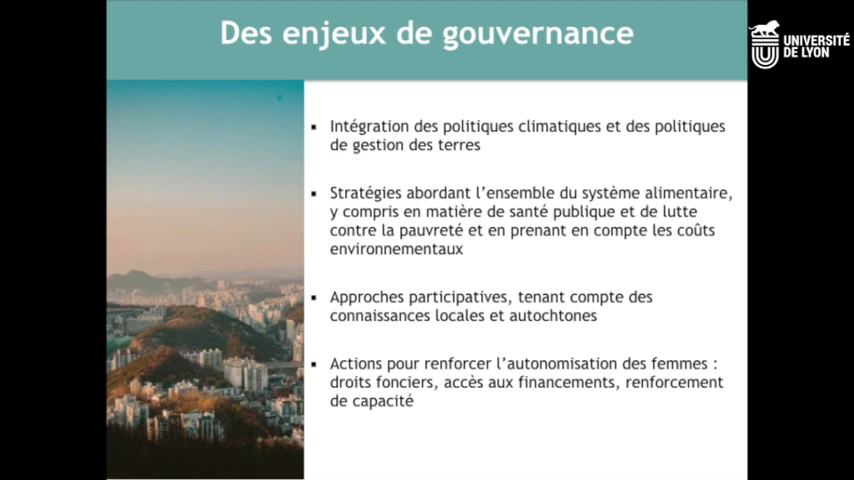 Des enjeux de gouvernance
UNIVERSITÉ
DE LYON
▪ Intégration des politiques climatiques et des politiques
de gestion des terres
▪ Stratégies abordant l'ensemble du système alimentaire,
y compris en matière de santé publique et de lutte
contre la pauvreté et en prenant en compte les coûts
environnementaux
▪ Approches participatives, tenant compte des
connaissances locales et autochtones
▪ Actions pour renforcer l'autonomisation des femmes :
droits fonciers, accès aux financements, renforcement
de capacité